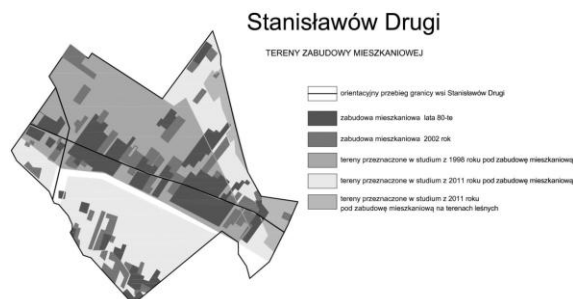 Stanisławów Drugi
TERENY ZABUDOWY MIESZKANIOWEJ
orientacyjny przebieg granicy wsi Stanisławów Drugi
zabudowa mieszkaniowa lata 80-te
zabudowa mieszkaniowa 2002 rok
tereny przeznaczone w studium z 1998 roku pod zabudowę mieszkaniową
tereny przeznaczone w studium z 2011 roku pod zabudowę mieszkaniową
tereny przeznaczone w studium z 2011 roku
pod zabudowę mieszkaniową na terenach leśnych